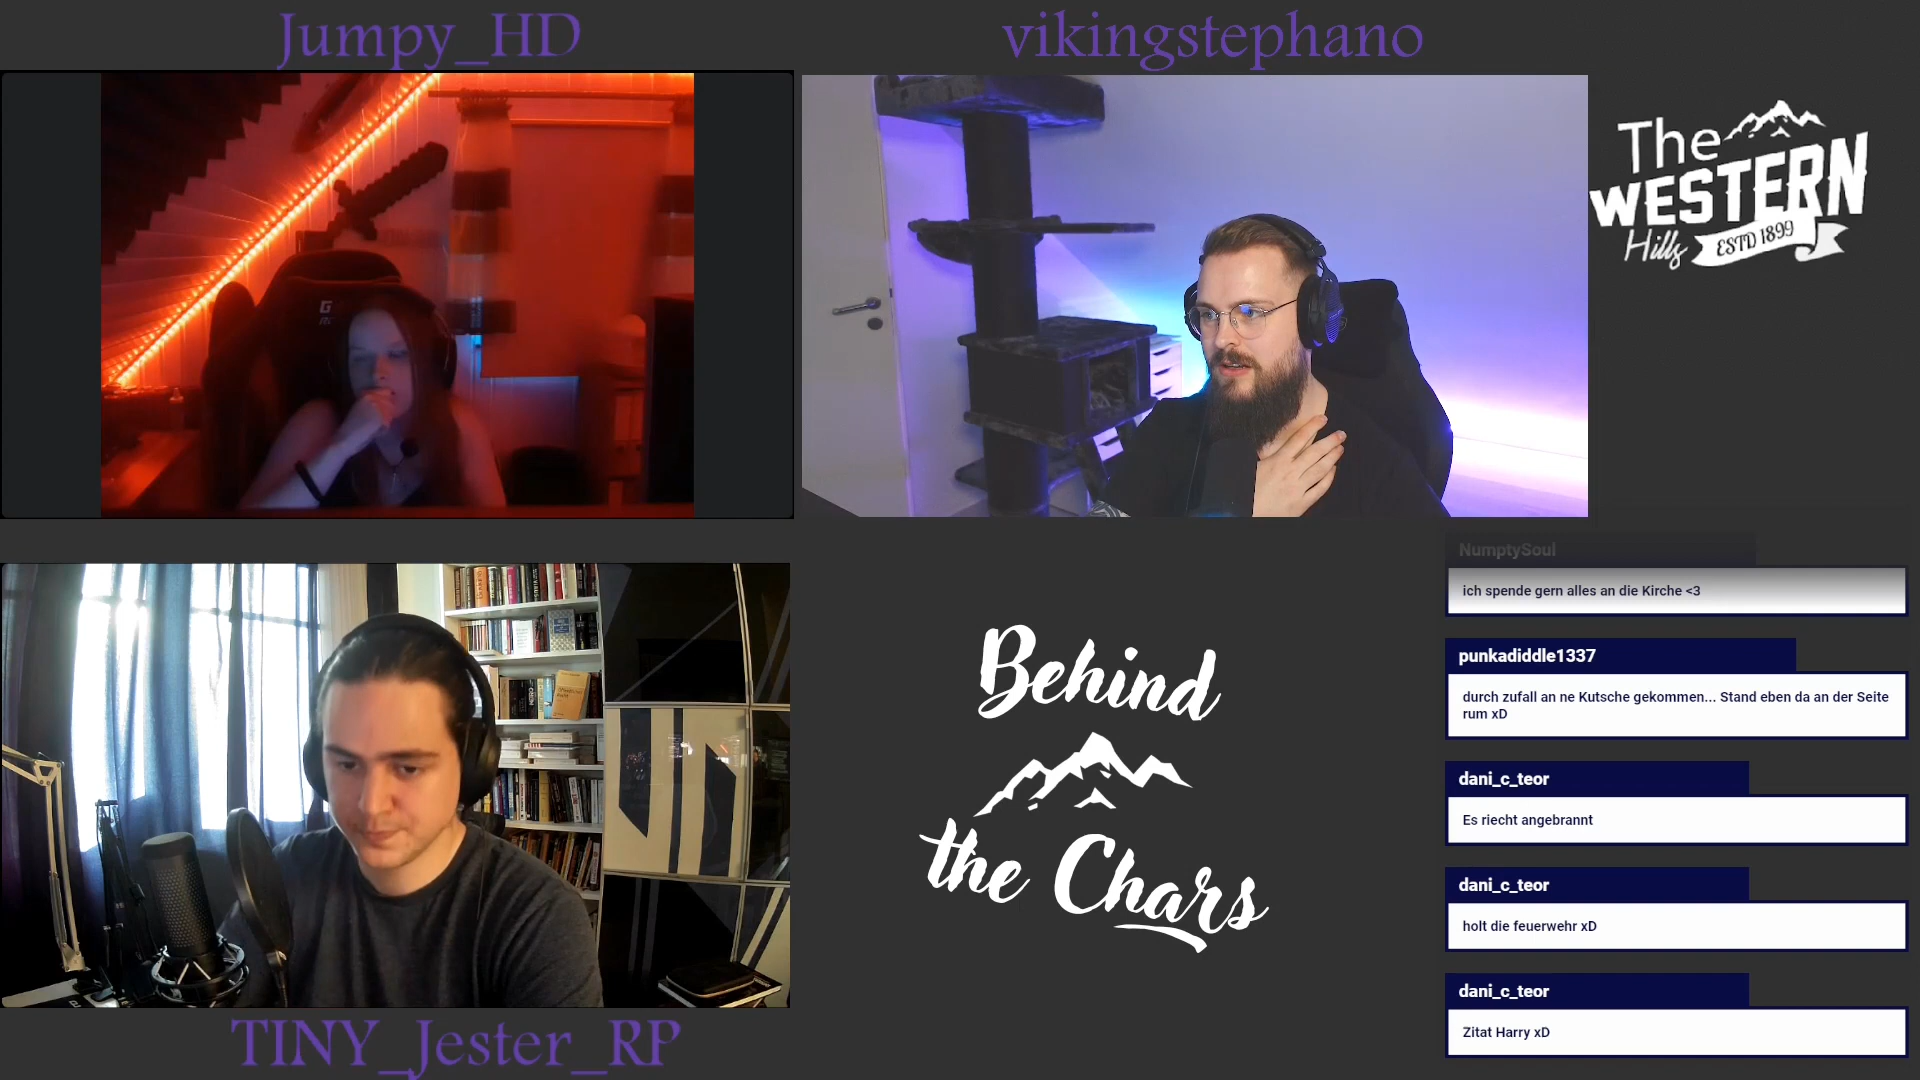 Jumpy_HD
vikingstephano
The
WESTERN
Hills
ESTD 1899
NumptySoul
ich spende gern alles an die Kirche <3
punkadiddle1337
durch zufall an ne Kutsche gekommen... Stand eben da an der Seite
rum xD
dani_c_teor
Es riecht angebrannt
dani_c_teor
holt die feuerwehr xD
dani_c_teor
Zitat Harry xD
Behind
the Chars
TINY_Jester_RP